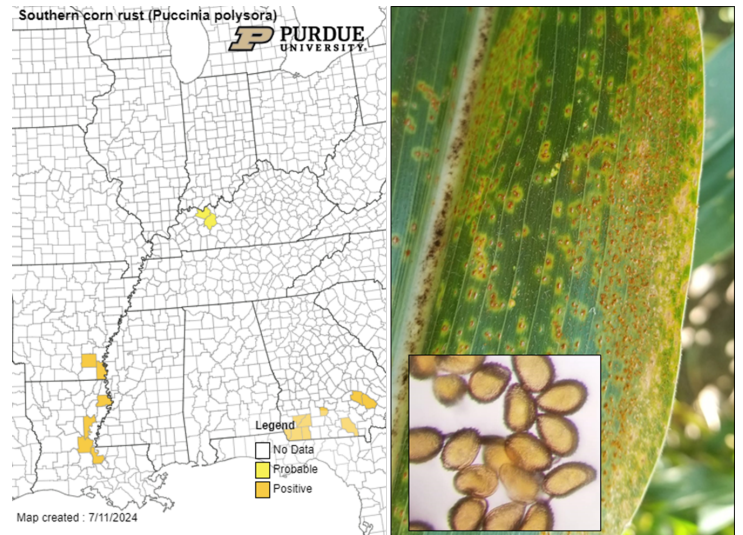 Southern corn rust (Puccinia polysora)
PURDUE
UNIVERSITY®
Legend
No Data
Probable
Positive
Map created : 7/11/2024